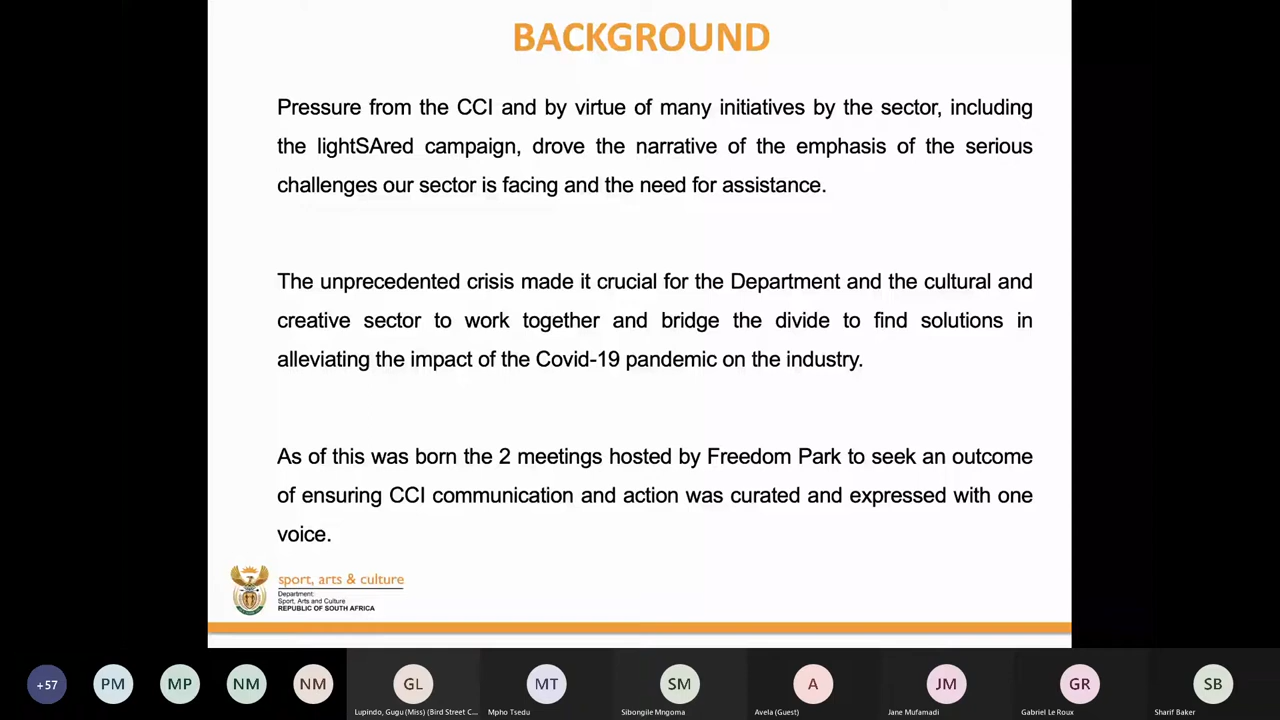 BACKGROUND
Pressure from the CCI and by virtue of many initiatives by the sector, including
the lightSAred campaign, drove the narrative of the emphasis of the serious
challenges our sector is facing and the need for assistance.
The unprecedented crisis made it crucial for the Department and the cultural and
creative sector to work together and bridge the divide to find solutions in
alleviating the impact of the Covid-19 pandemic on the industry.
As of this was born the 2 meetings hosted by Freedom Park to seek an outcome
of ensuring CCI communication and action was curated and expressed with one
voice.
sport, arts & culture
Department:
Sport, Arts and Culture
REPUBLIC OF SOUTH AFRICA
+57 PM MP NM NM GL MT SM A JM GR SB
Lupindo, Gugu (Miss) (Bird Street C... Mpho Tsedu Sibongile Mngoma Avela (Guest) Jane Mufamadi Gabriel Le Roux Sharif Baker